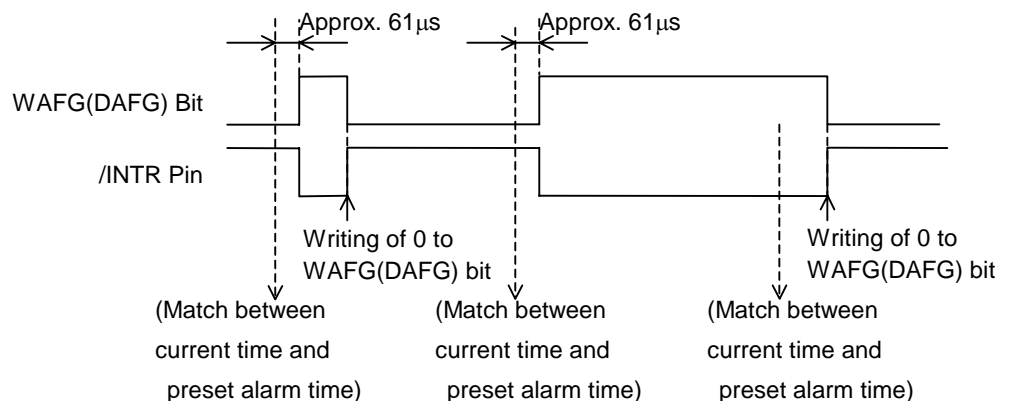 Approx. 61μs
Approx. 61μs
WAFG(DAFG) Bit
/INTR Pin
Writing of 0 to
WAFG(DAFG) bit
Writing of 0 to
WAFG(DAFG) bit
(Match between
current time and
preset alarm time)
(Match between
current time and
preset alarm time)
(Match between
current time and
preset alarm time)